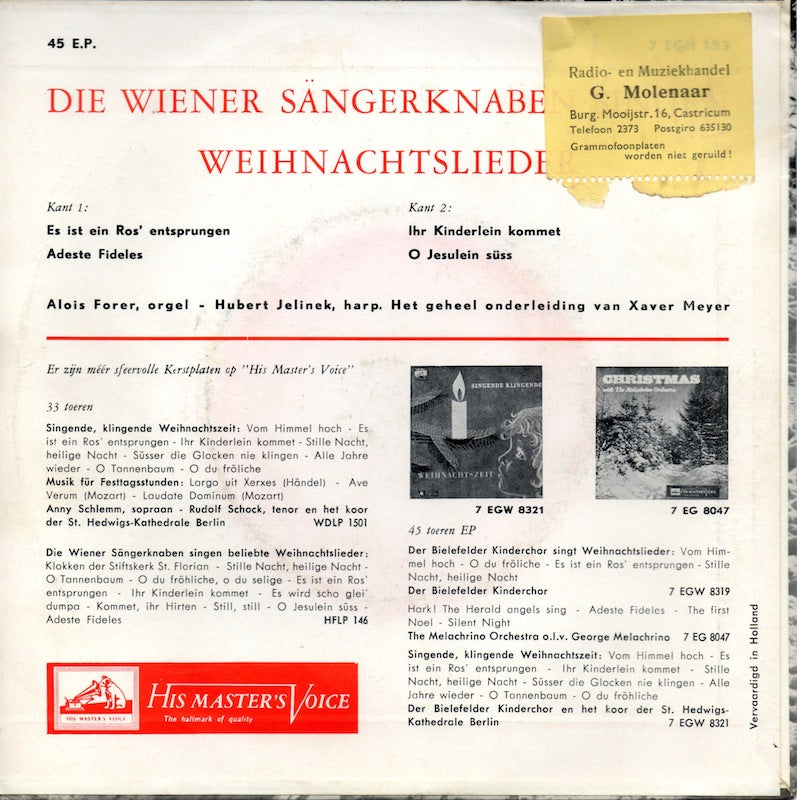 45 E.P.
7 EGH 153
DIE WIENER SÄNGERKNABEN
WEIHNACHTSLIEDE
Radio- en Muziekhandel
G. Molenaar
Burg. Mooijstr. 16, Castricum
Telefoon 2373 Postgiro 635130
Grammofoonplaten
worden niet geruild!
Kant 1:
Es ist ein Ros' entsprungen
Adeste Fideles
Kant 2:
Ihr Kinderlein kommet
O Jesulein süss
Alois Forer, orgel – Hubert Jelinek, harp. Het geheel onderleiding van Xaver Meyer
Er zijn méér sfeervolle Kerstplaten op "His Master's Voice"
33 toeren
Singende, klingende Weihnachtszeit: Vom Himmel hoch - Es
ist ein Ros' entsprungen - Ihr Kinderlein kommet - Stille Nacht,
heilige Nacht - Süsser die Glocken nie klingen - Alle Jahre
wieder - O Tannenbaum - O du fröliche
Musik für Festtagsstunden: Largo uit Xerxes (Händel) - Ave
Verum (Mozart) - Laudate Dominum (Mozart)
Anny Schlemm, sopraan - Rudolf Schock, tenor en het koor
der St. Hedwigs-Kathedrale Berlin WDLP 1501
Die Wiener Sängerknaben singen beliebte Weihnachtslieder:
Klokken der Stiftskerk St. Florian - Stille Nacht, heilige Nacht -
O Tannenbaum - O du fröhliche, o du selige - Es ist ein Ros'
entsprungen - Ihr Kinderlein kommet - Es wird scho glei'
dumpa - Kommet, ihr Hirten - Still, still - O Jesulein süss -
Adeste Fideles HFLP 146
HIS MASTER'S VOICE
HIS MASTER'S VOICE
The hallmark of quality
SINGENDE KLINGENDE
WEIHNACHTSZEIT
7 EGW 8321
CHRISTMAS
with The Melachrino Orchestra
7 EG 8047
45 toeren EP
Der Bielefelder Kinderchor singt Weihnachtslieder: Vom Him-
mel hoch - O du fröliche - Es ist ein Ros' entsprungen - Stille
Nacht, heilige Nacht
Der Bielefelder Kinderchor 7 EGW 8319
Hark! The Herald angels sing - Adeste Fideles - The first
Noel - Silent Night
The Melachrino Orchestra o.l.v. George Melachrino 7 EG 8047
Singende, klingende Weihnachtszeit: Vom Himmel hoch - Es
ist ein Ros' entsprungen - Ihr Kinderlein kommet - Stille
Nacht, heilige Nacht - Süsser die Glocken nie klingen - Alle
Jahre wieder - O Tannenbaum - O du fröliche
Der Bielefelder Kinderchor en het koor der St. Hedwigs-
Kathedrale Berlin 7 EGW 8321
Vervaardigd in Holland